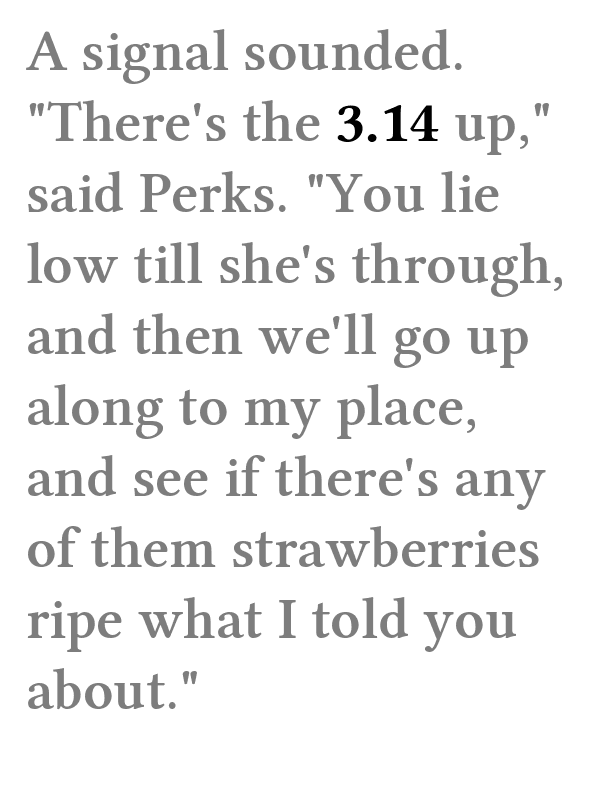 A signal sounded.
"There's the 3.14 up,"
said Perks. "You lie
low till she's through,
and then we'll go up
along to my place,
and see if there's any
of them strawberries
ripe what I told you
about."